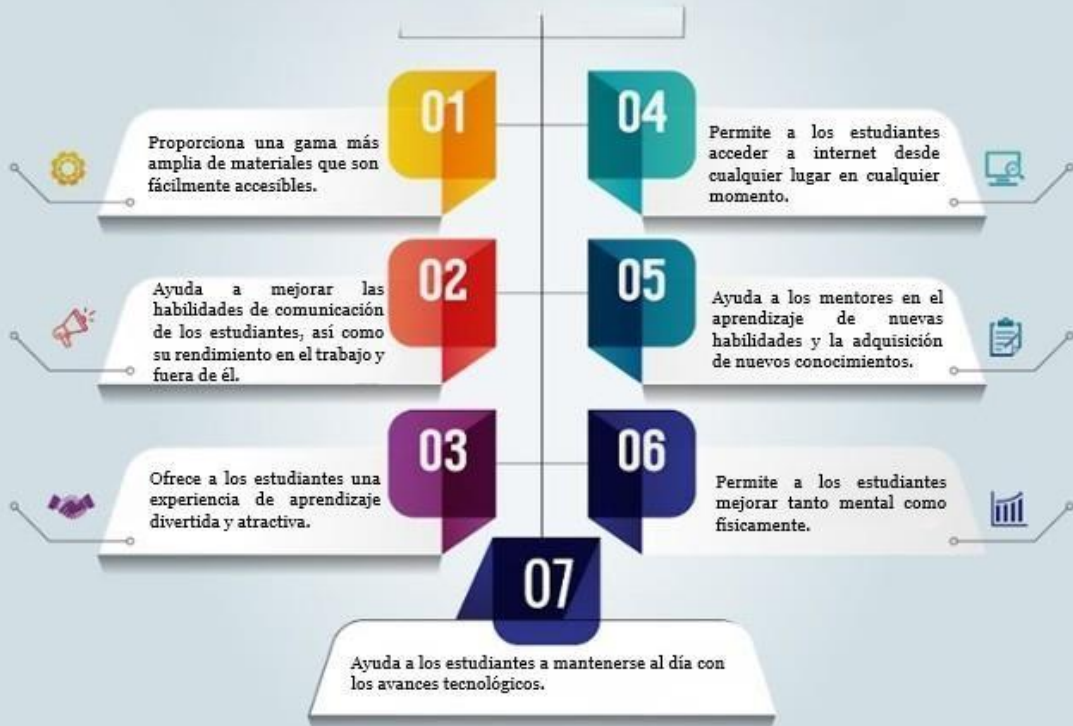 01
Proporciona una gama más
amplia de materiales que son
fácilmente accesibles.
02
Ayuda a mejorar las
habilidades de comunicación
de los estudiantes, así como
su rendimiento en el trabajo y
fuera de él.
03
Ofrece a los estudiantes una
experiencia de aprendizaje
divertida y atractiva.
04
Permite a los estudiantes
acceder a internet desde
cualquier lugar en cualquier
momento.
05
Ayuda a los mentores en el
aprendizaje de nuevas
habilidades y la adquisición
de nuevos conocimientos.
06
Permite a los estudiantes
mejorar tanto mental como
físicamente.
07
Ayuda a los estudiantes a mantenerse al día con
los avances tecnológicos.